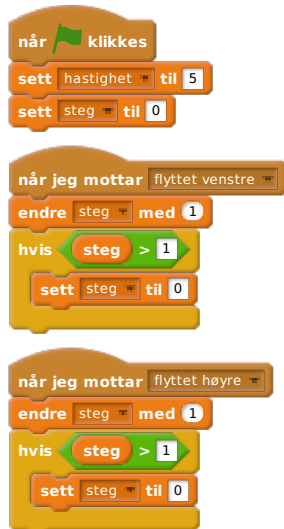 når klikkes
sett hastighet til 5
sett steg til 0
når jeg mottar flyttet venstre
endre steg med 1
hvis steg > 1
sett steg til 0
når jeg mottar flyttet høyre
endre steg med 1
hvis steg > 1
sett steg til 0